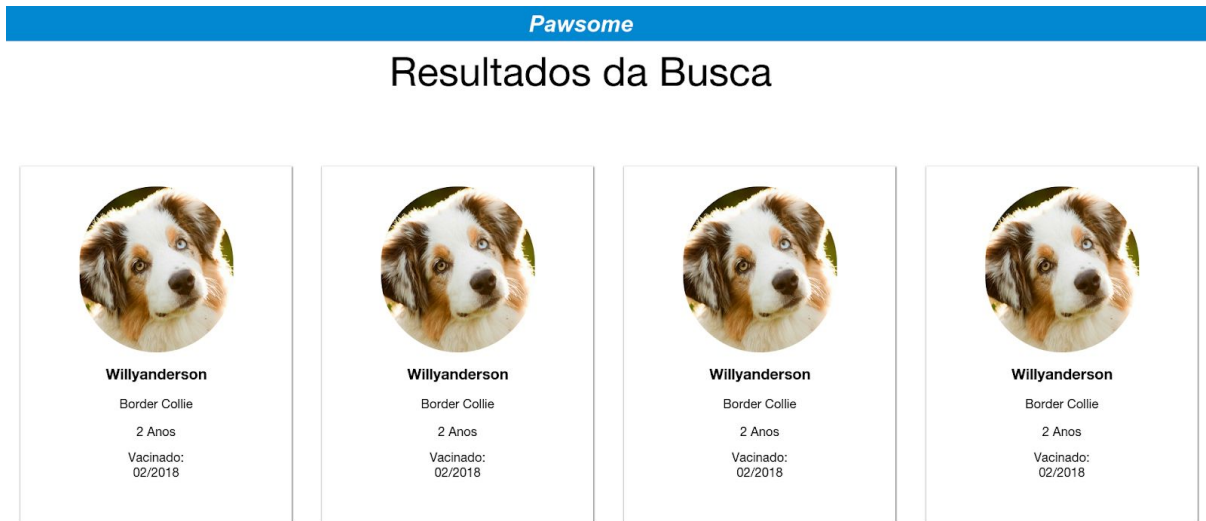 Pawsome
Resultados da Busca
Willyanderson
Border Collie
2 Anos
Vacinado:
02/2018
Willyanderson
Border Collie
2 Anos
Vacinado:
02/2018
Willyanderson
Border Collie
2 Anos
Vacinado:
02/2018
Willyanderson
Border Collie
2 Anos
Vacinado:
02/2018